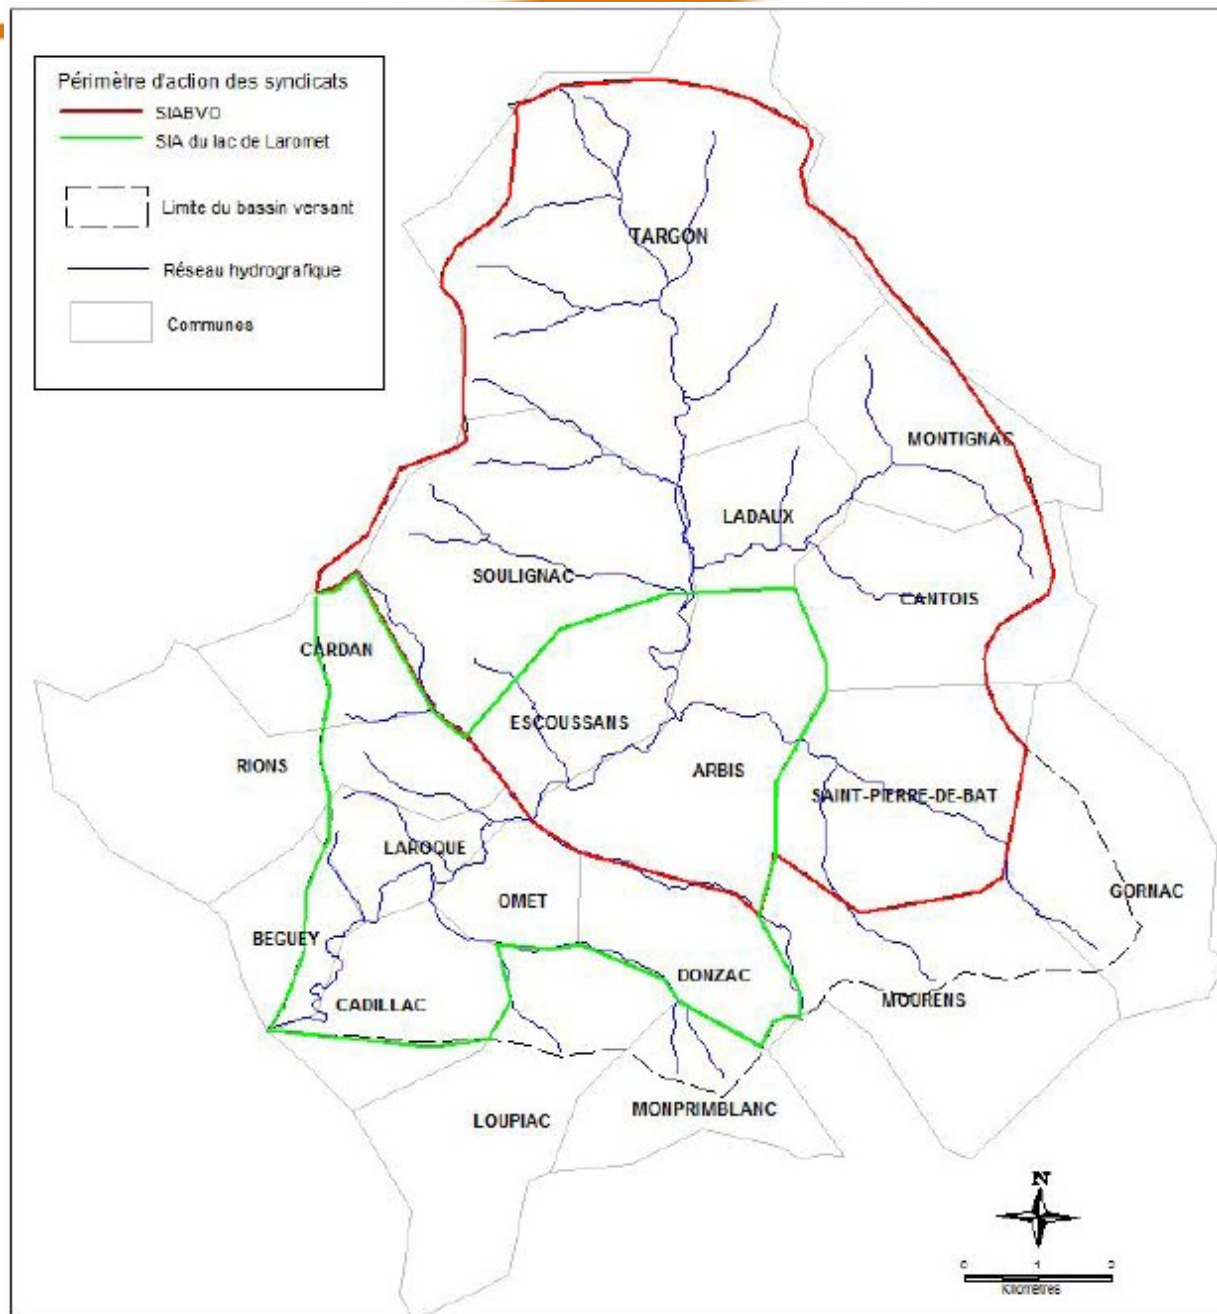 Périmètre d'action des syndicats
SIABVO
SIA du lac de Laromet
Limite du bassin versant
Réseau hydrografique
Communes
TARGON
MONTIGNAC
LADAUX
SOULIGNAC
CANTOIS
CARDAN
ESCOUSSANS
RIONS
ARBIS
SAINT-PIERRE-DE-BAT
LAROQUE
GORNAC
OMET
BEGUEY
DONZAC
CADILLAC
MOURENS
MONPRIMBLANC
LOUPIAC
N
0 1 2
Kilomètres